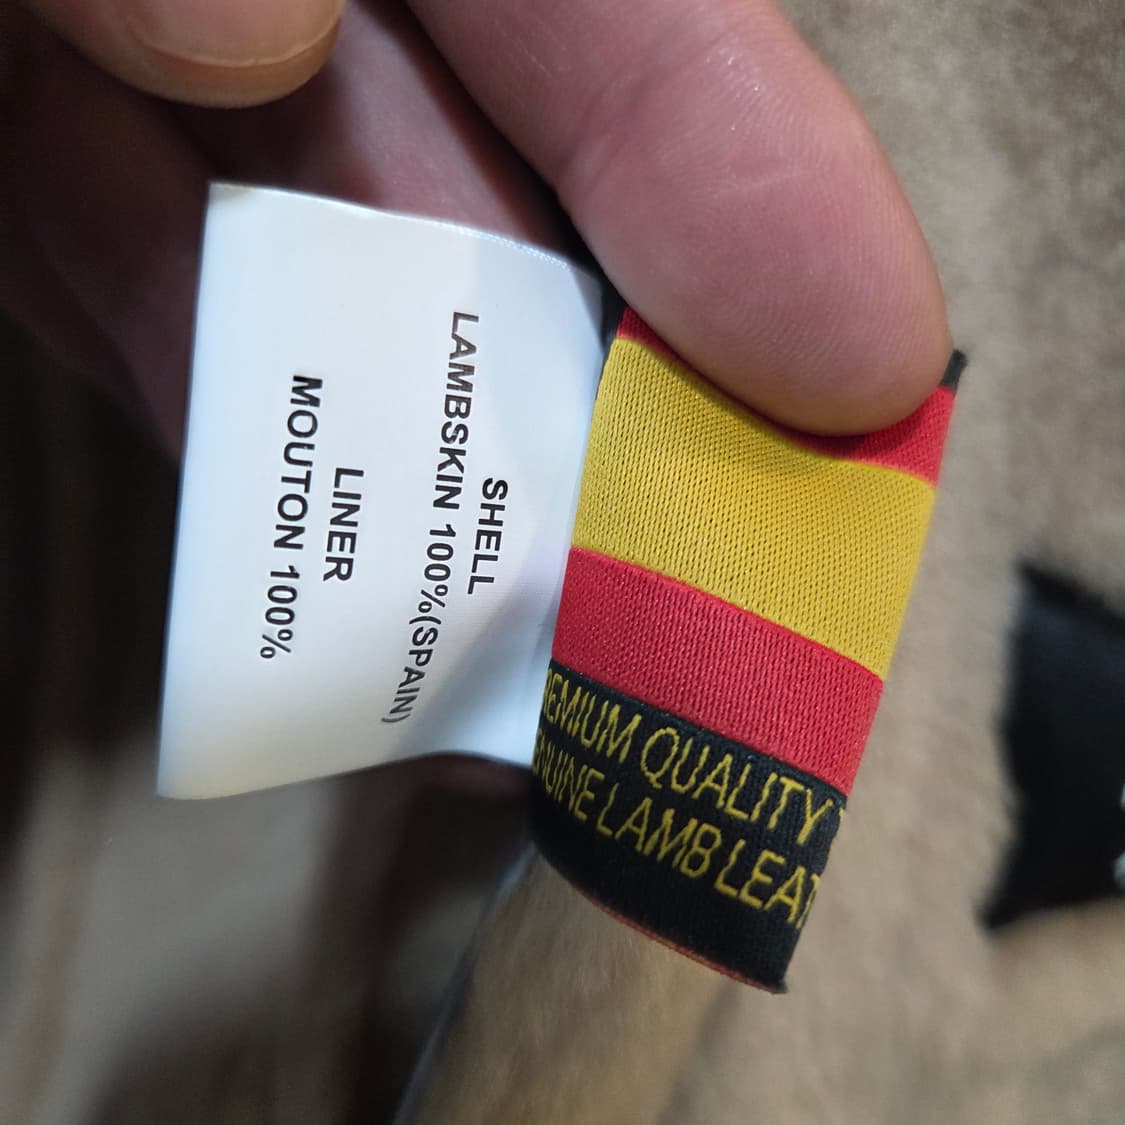 SHELL
LAMBSKIN 100%(SPAIN)
LINER
MOUTON 100%
QUALITY
LAMB